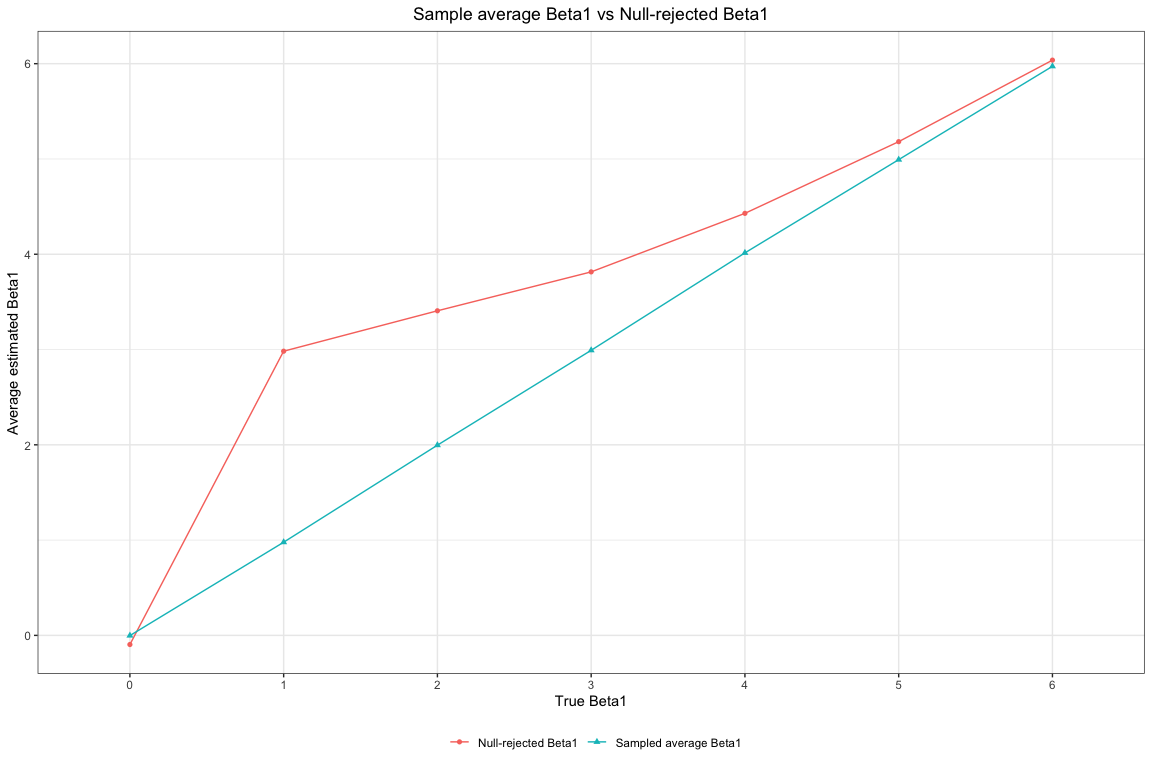 Sample average Beta1 vs Null-rejected Beta1
Average estimated Beta1
6
4
2
0
0 1 2 3 4 5 6
True Beta1
Null-rejected Beta1 Sampled average Beta1